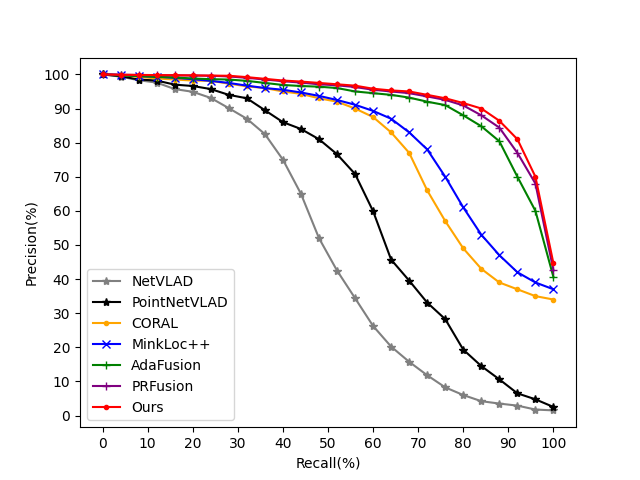 100
90
80
70
60
50
40
30
20
10
0
Precision(%)
NetVLAD
PointNetVLAD
CORAL
MinkLoc++
AdaFusion
PRFusion
Ours
0 10 20 30 40 50 60 70 80 90 100
Recall(%)